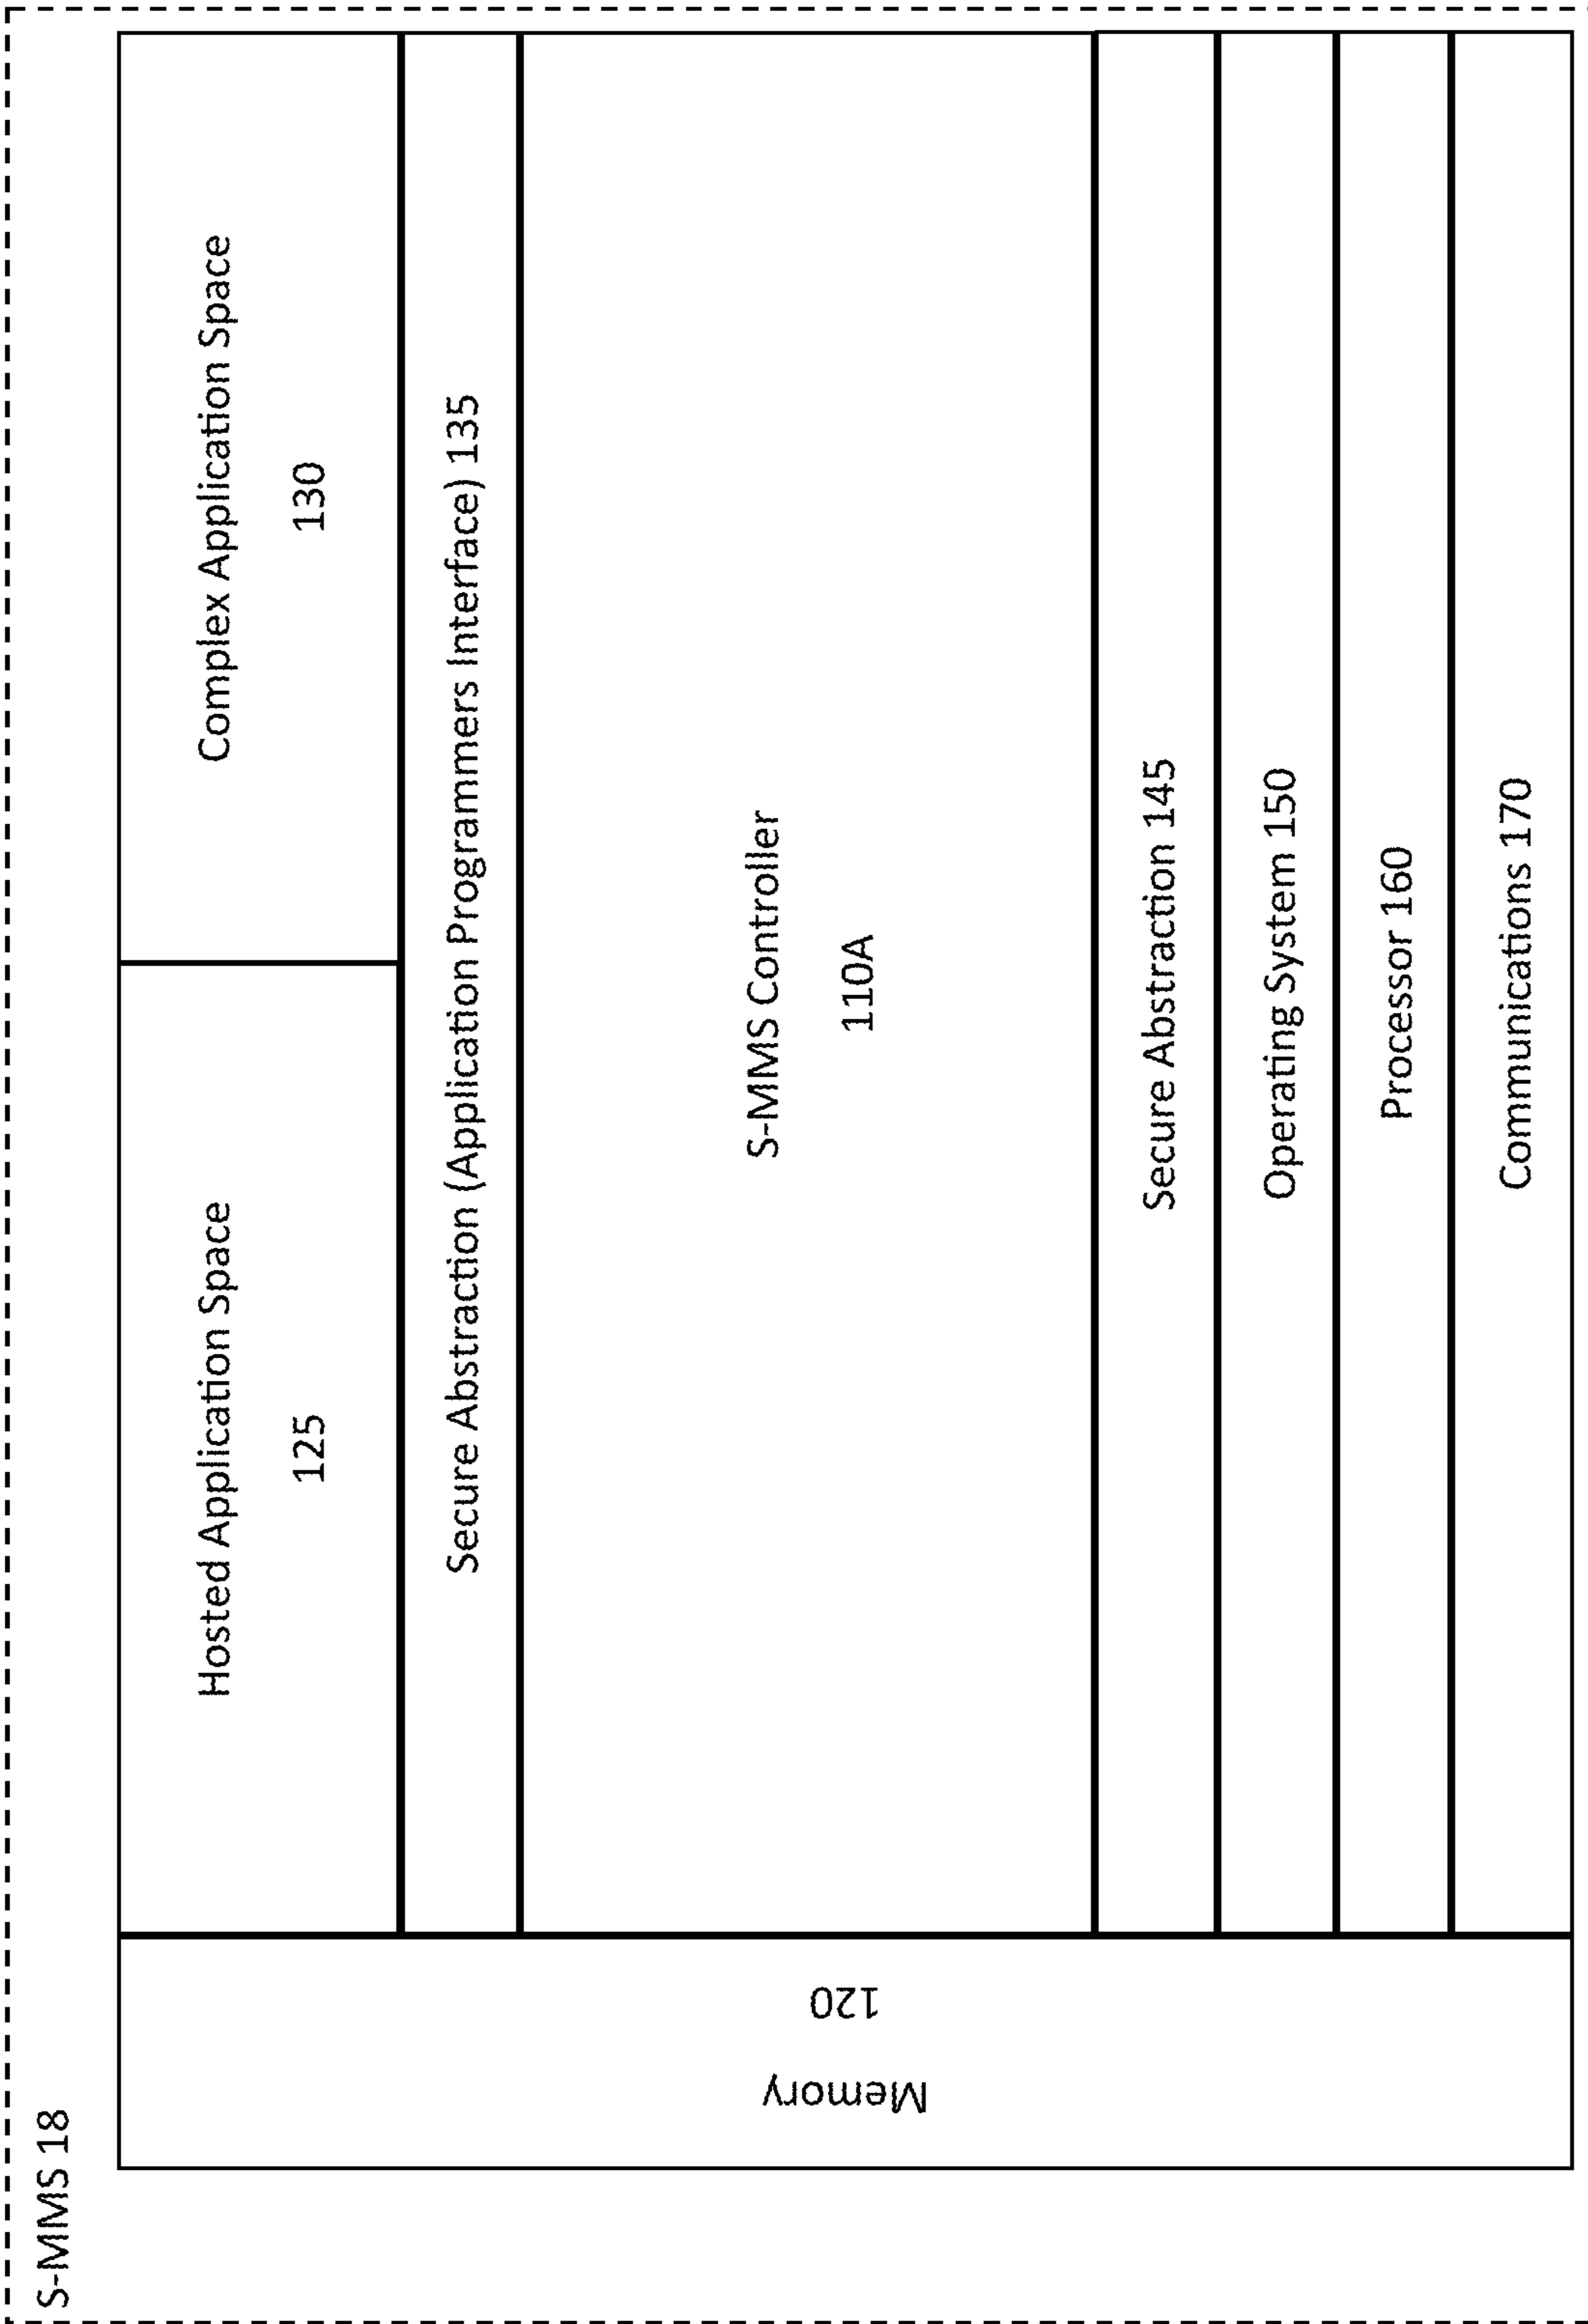 S-MMS 18
Memory
120
Hosted Application Space
125
Complex Application Space
130
Secure Abstraction (Application Programmers Interface) 135
S-MMS Controller
110A
Secure Abstraction 145
Operating System 150
Processor 160
Communications 170